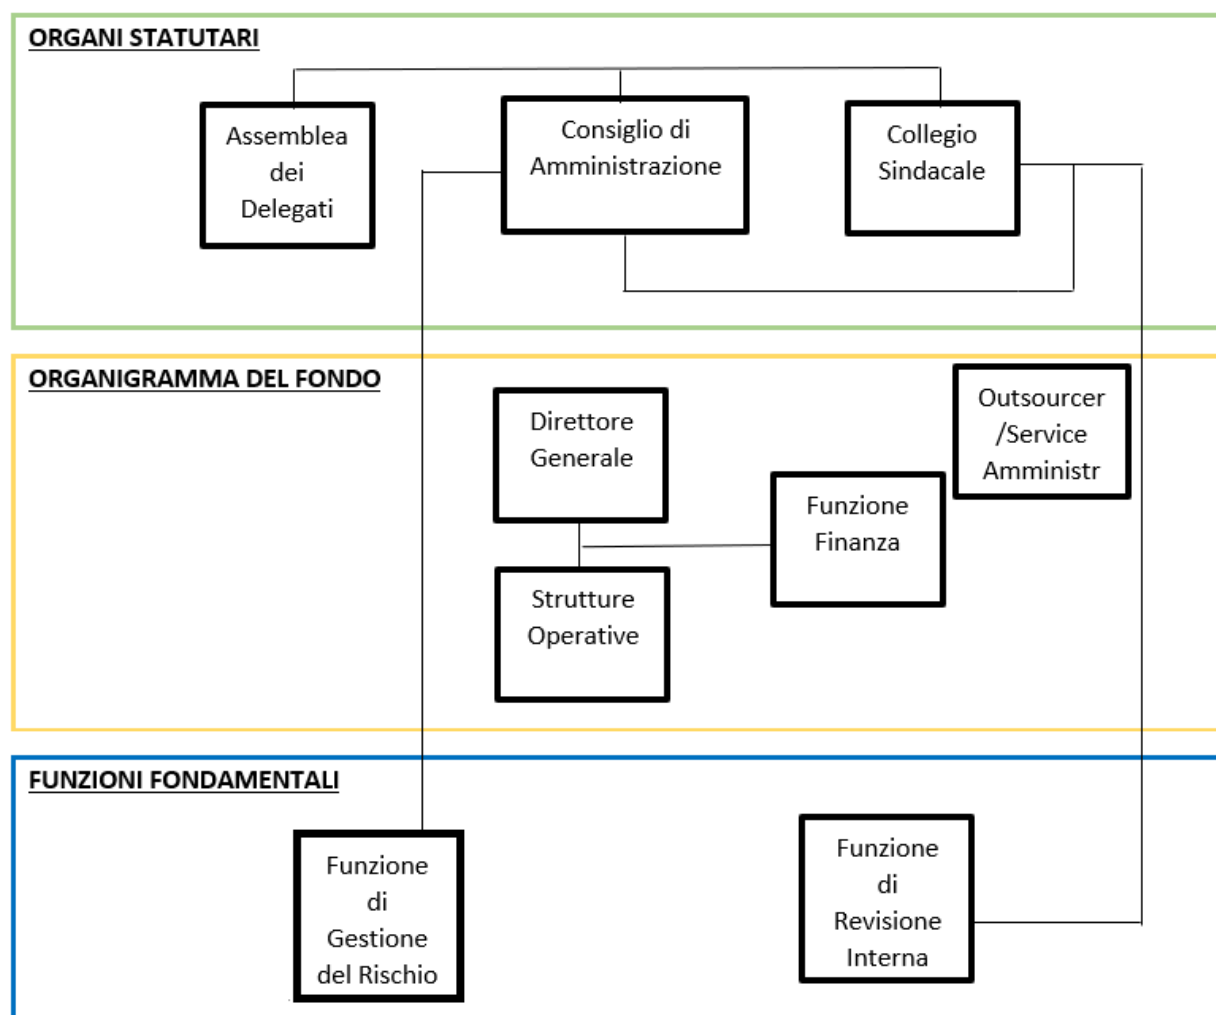 ORGANI STATUTARI
Assemblea
dei
Delegati
Consiglio di
Amministrazione
Collegio
Sindacale
ORGANIGRAMMA DEL FONDO
Direttore
Generale
Outsourcer
/Service
Amministr
Funzione
Finanza
Strutture
Operative
FUNZIONI FONDAMENTALI
Funzione
di
Gestione
del Rischio
Funzione
di
Revisione
Interna